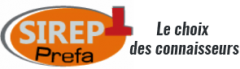 SIREP
Prefa
Le choix
des connaisseurs